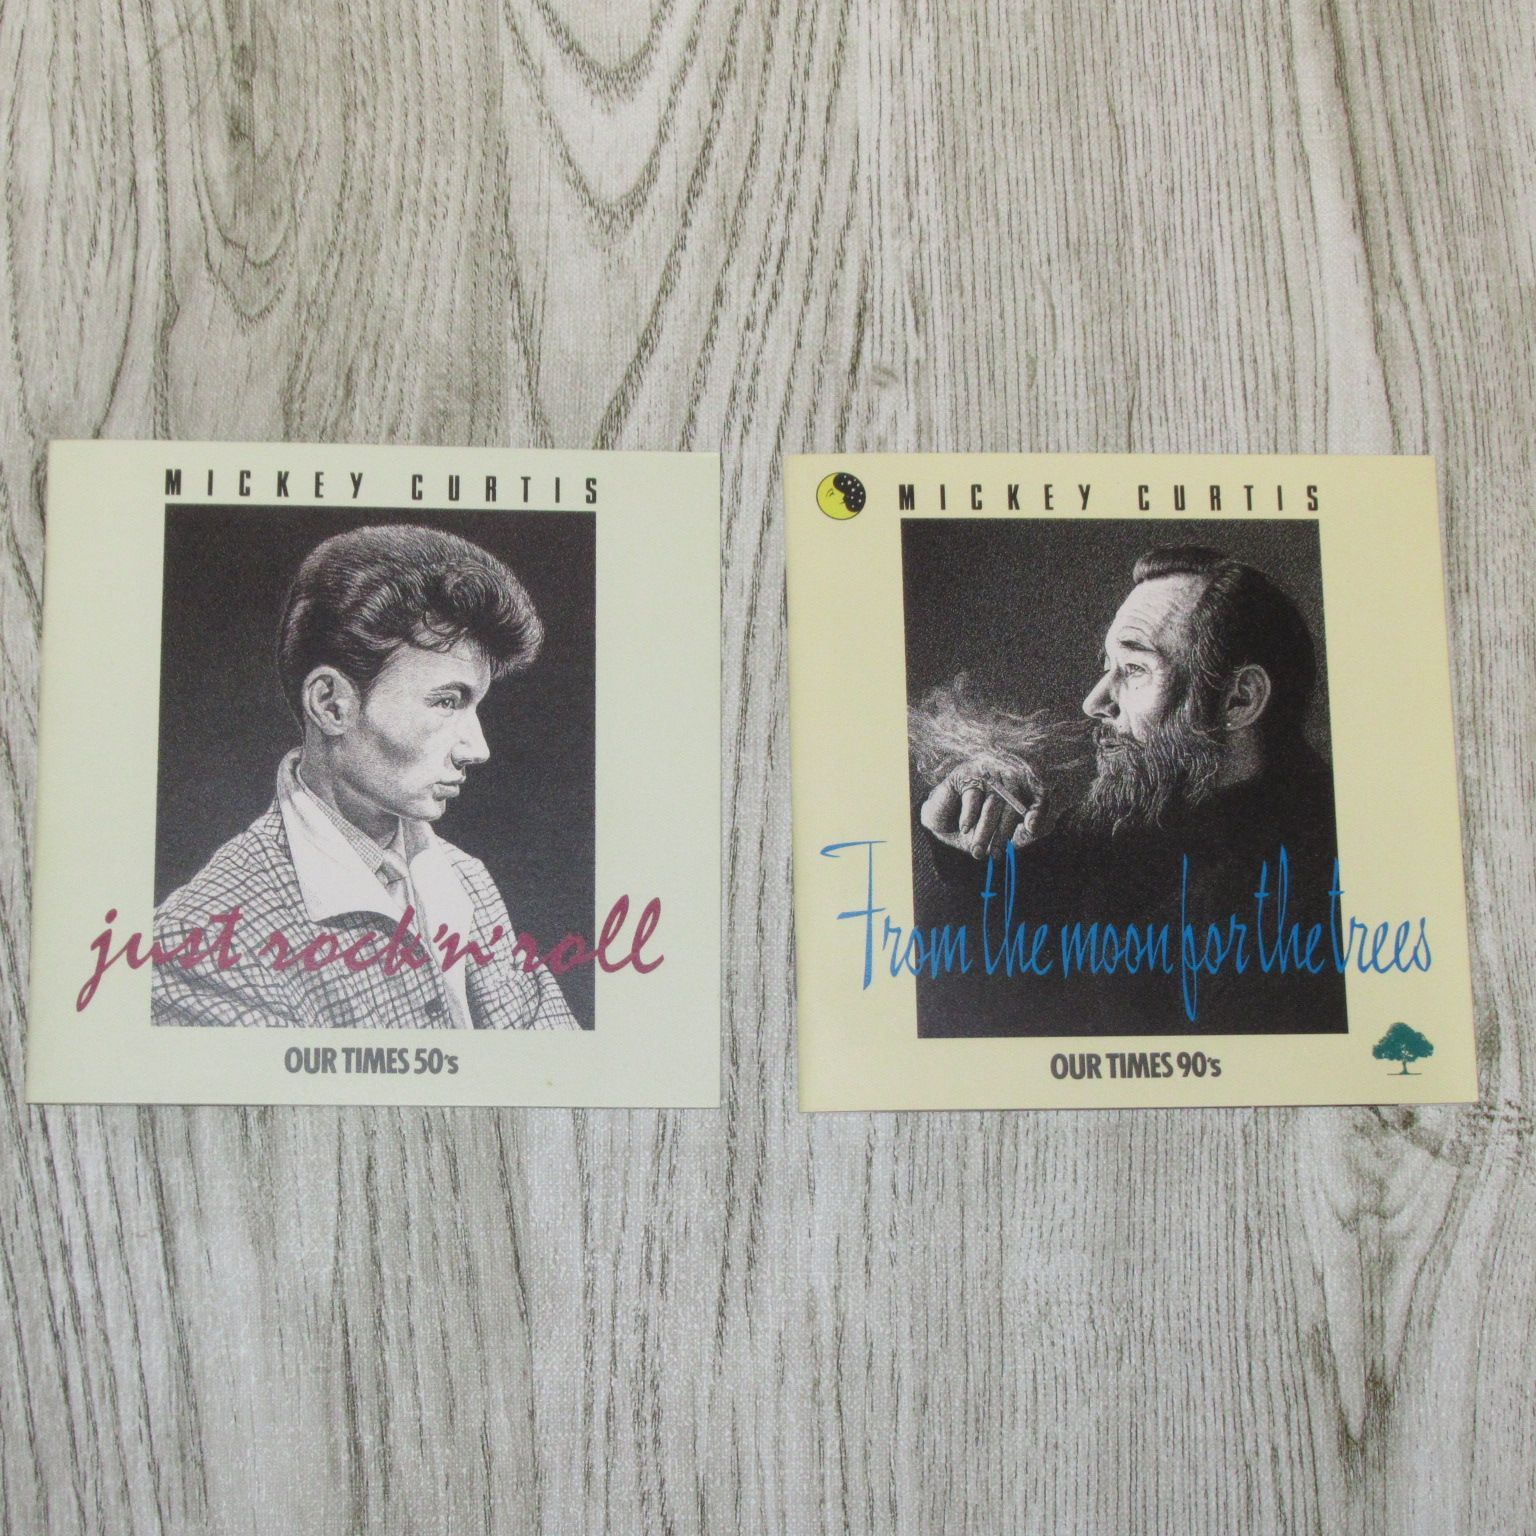 MICKEY CURTIS
just rock'n'roll
OUR TIMES 50's
MICKEY CURTIS
From the moon for the trees
OUR TIMES 90's